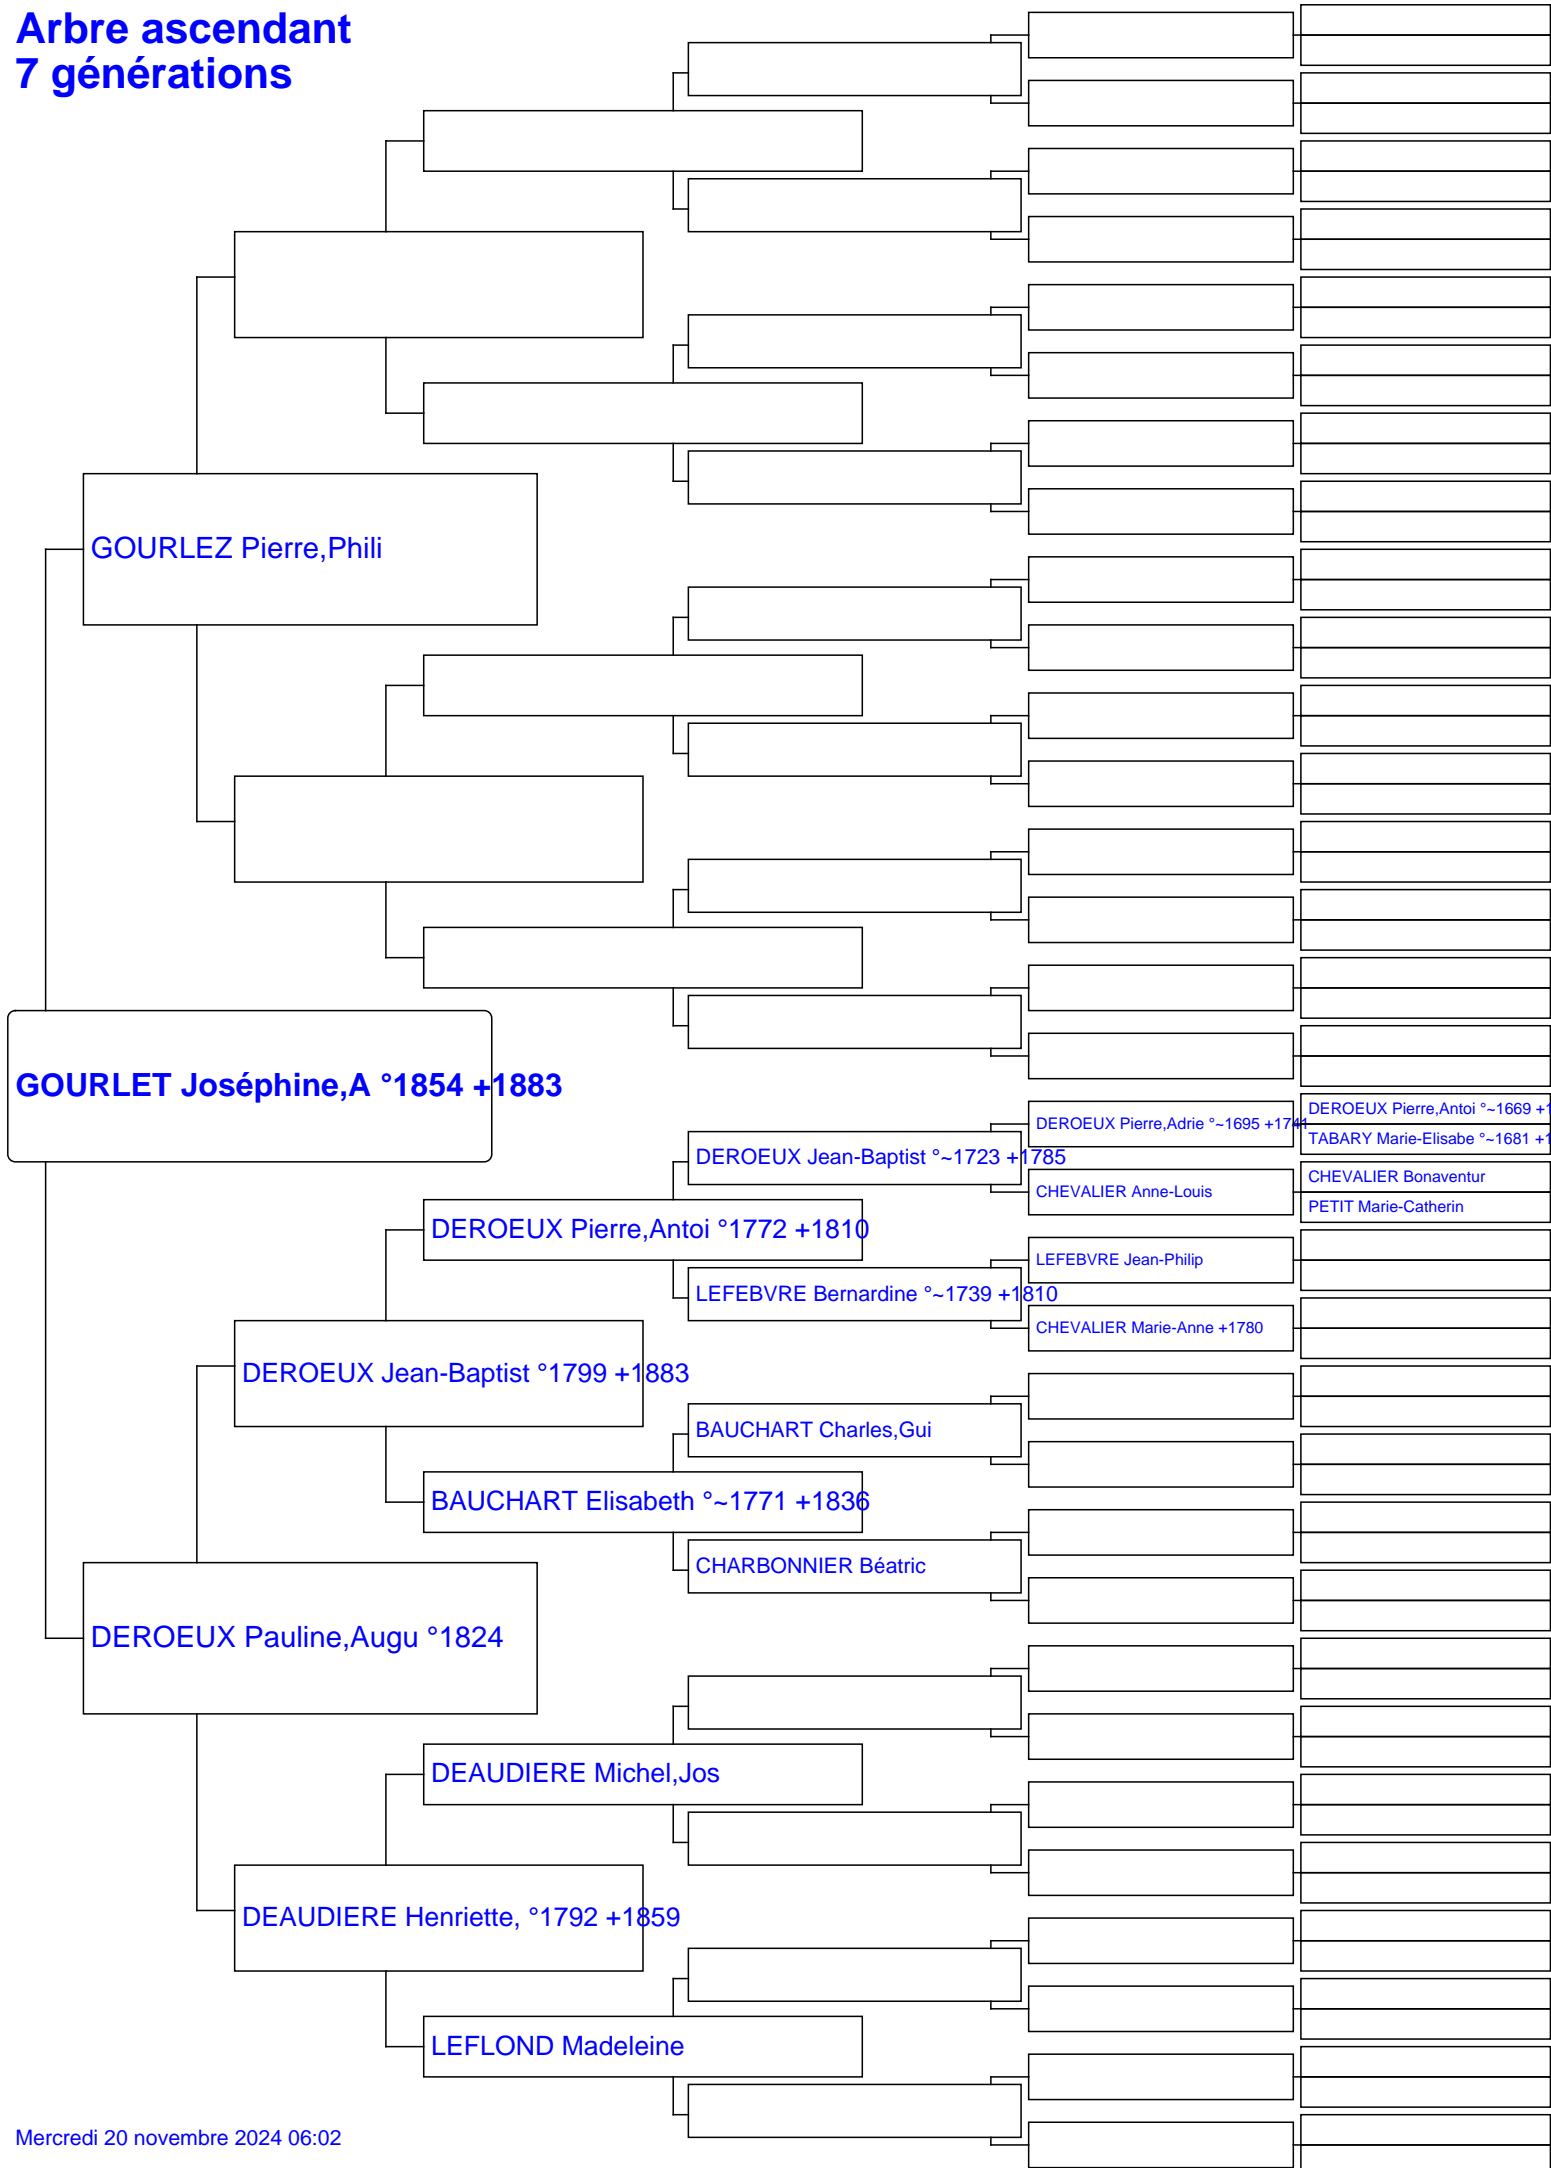 Arbre ascendant
7 générations
GOURLEZ Pierre,Phili
GOURLET Joséphine,A °1854 +1883
DEROEUX Pierre,Antoi °~1669 +1
DEROEUX Pierre,Adrie °~1695 +1741
TABARY Marie-Elisabe °~1681 +1
DEROEUX Jean-Baptist °~1723 +1785
CHEVALIER Bonaventur
CHEVALIER Anne-Louis
PETIT Marie-Catherin
DEROEUX Pierre,Antoi °1772 +1810
LEFEBVRE Jean-Philip
LEFEBVRE Bernardine °~1739 +1810
CHEVALIER Marie-Anne +1780
DEROEUX Jean-Baptist °1799 +1883
BAUCHART Charles,Gui
BAUCHART Elisabeth °~1771 +1836
CHARBONNIER Béatric
DEROEUX Pauline,Augu °1824
DEAUDIERE Michel,Jos
DEAUDIERE Henriette, °1792 +1859
LEFLOND Madeleine
Mercredi 20 novembre 2024 06:02